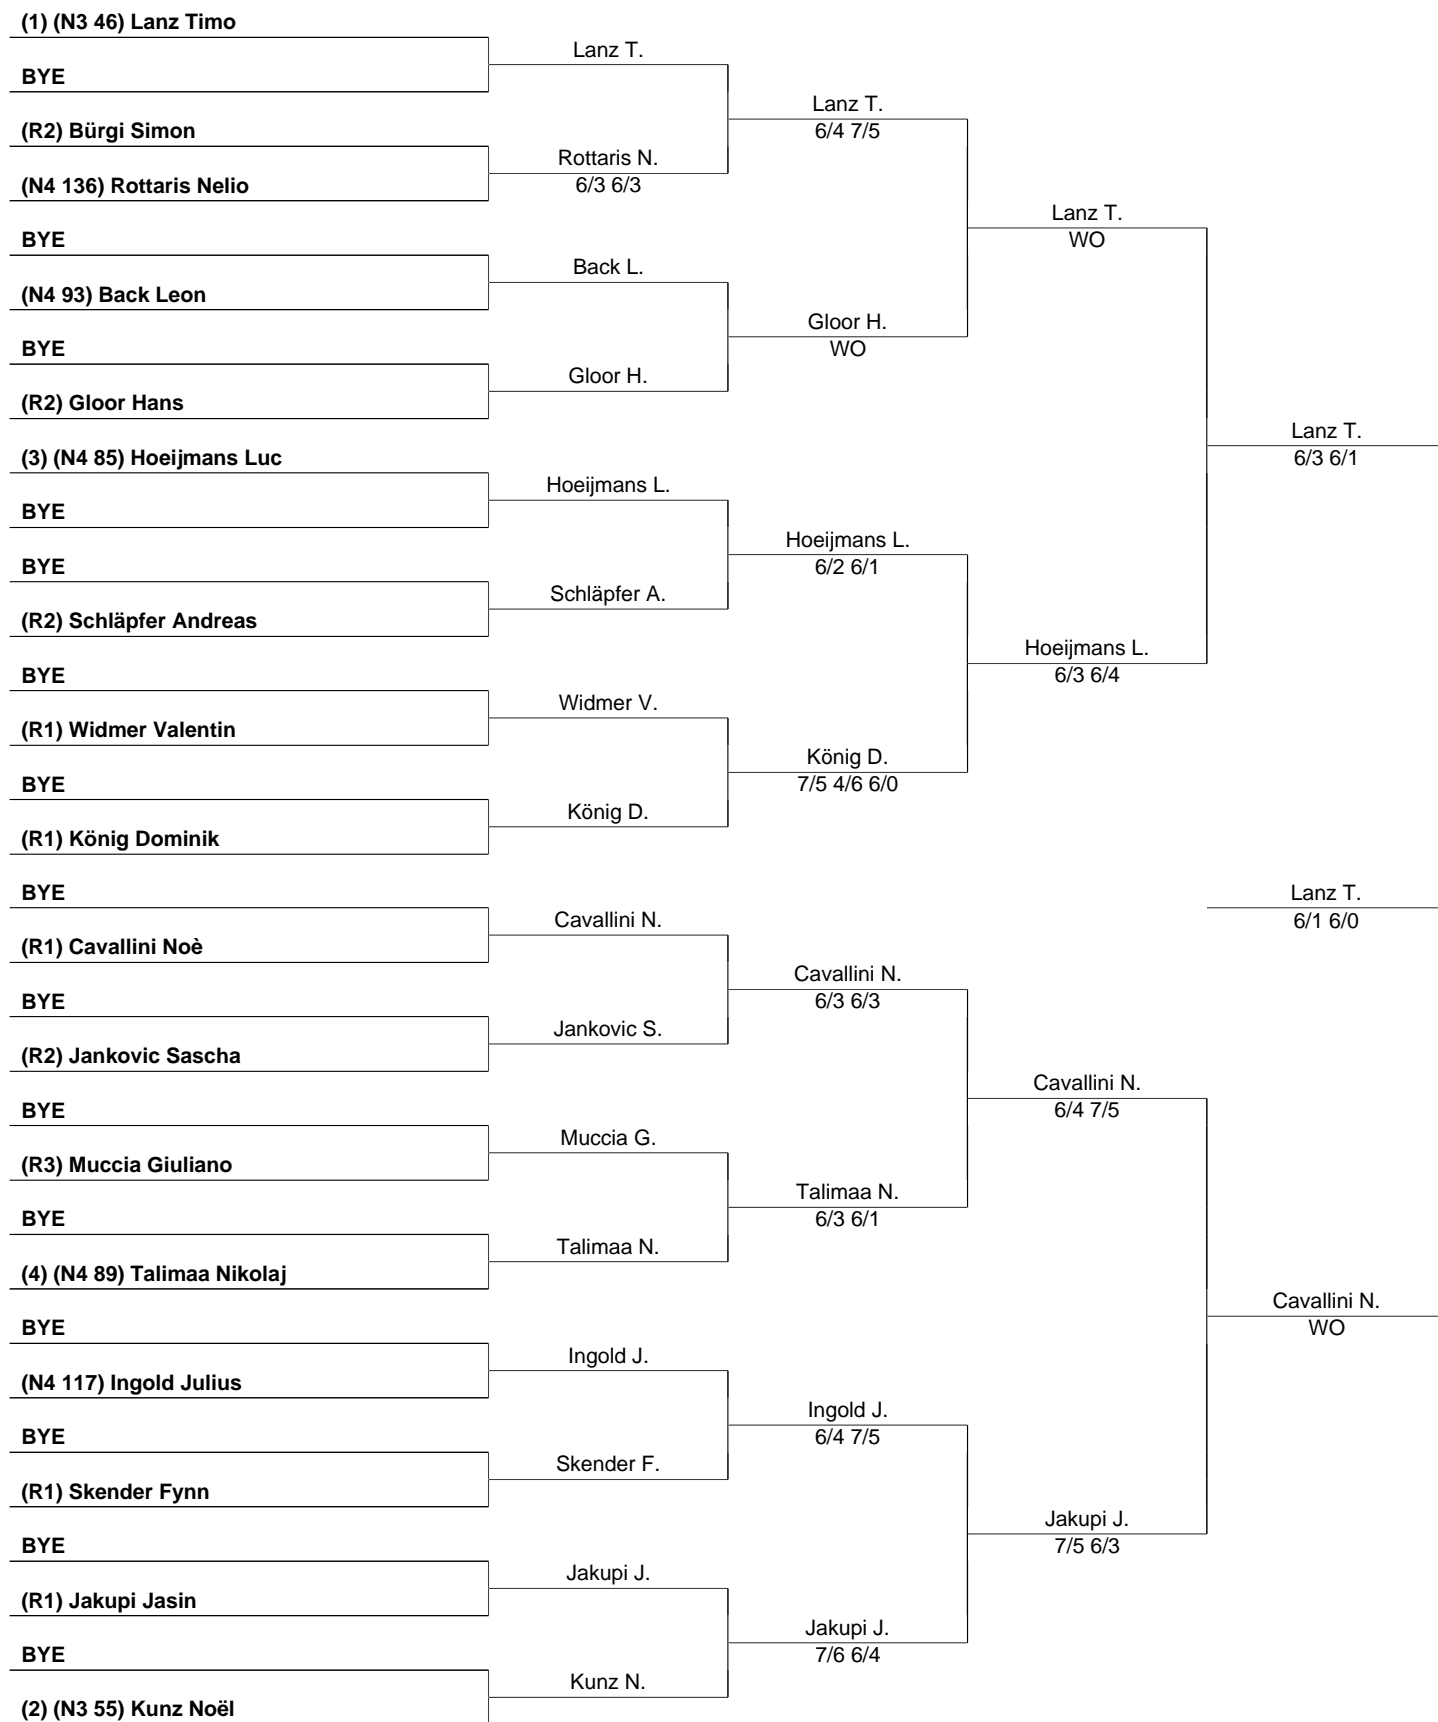 (1) (N3 46) Lanz Timo
Lanz T.
BYE
Lanz T.
6/4 7/5
(R2) Bürgi Simon
Rottaris N.
6/3 6/3
(N4 136) Rottaris Nelio
Lanz T.
WO
BYE
Back L.
(N4 93) Back Leon
Gloor H.
WO
BYE
Gloor H.
(R2) Gloor Hans
Lanz T.
6/3 6/1
(3) (N4 85) Hoeijmans Luc
Hoeijmans L.
BYE
Hoeijmans L.
6/2 6/1
BYE
Schläpfer A.
(R2) Schläpfer Andreas
Hoeijmans L.
6/3 6/4
BYE
Widmer V.
(R1) Widmer Valentin
König D.
7/5 4/6 6/0
BYE
König D.
(R1) König Dominik
BYE
Lanz T.
6/1 6/0
Cavallini N.
(R1) Cavallini Noè
Cavallini N.
6/3 6/3
BYE
Jankovic S.
(R2) Jankovic Sascha
Cavallini N.
6/4 7/5
BYE
Muccia G.
(R3) Muccia Giuliano
Talimaa N.
6/3 6/1
BYE
Talimaa N.
(4) (N4 89) Talimaa Nikolaj
Cavallini N.
WO
BYE
Ingold J.
(N4 117) Ingold Julius
Ingold J.
6/4 7/5
BYE
Skender F.
(R1) Skender Fynn
Jakupi J.
7/5 6/3
BYE
Jakupi J.
(R1) Jakupi Jasin
Jakupi J.
7/6 6/4
BYE
Kunz N.
(2) (N3 55) Kunz Noël